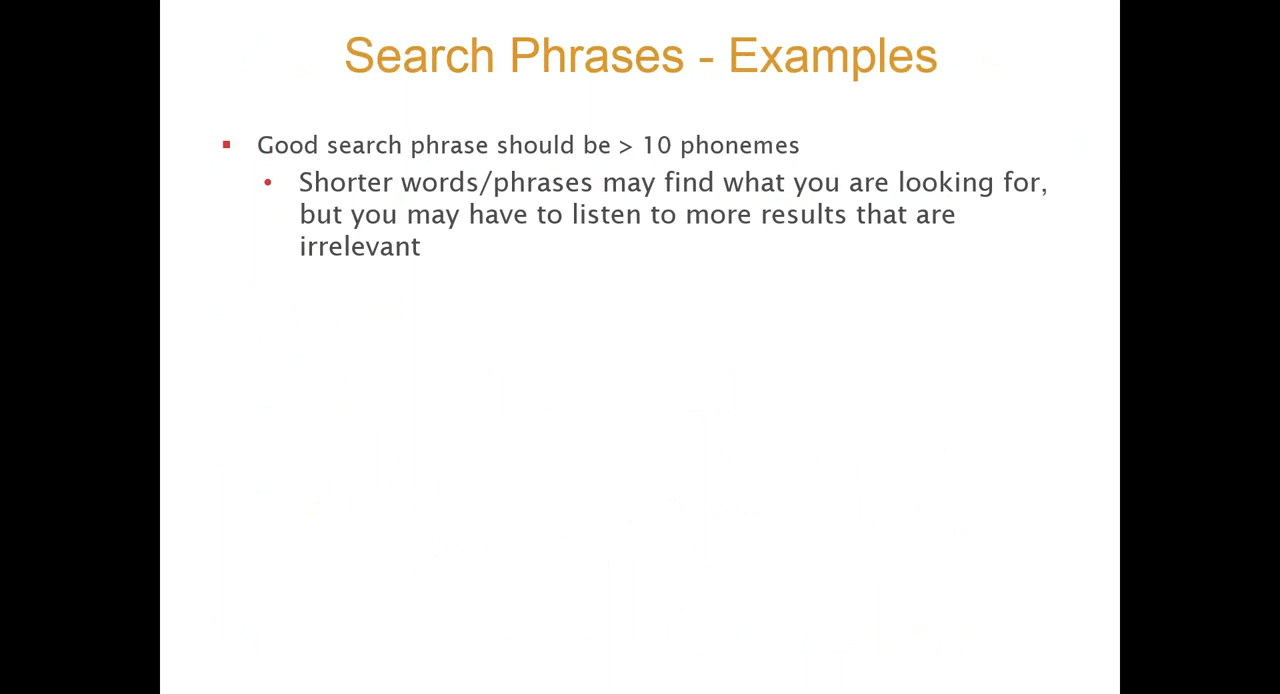 Search Phrases - Examples
▪ Good search phrase should be > 10 phonemes
• Shorter words/phrases may find what you are looking for,
but you may have to listen to more results that are
irrelevant